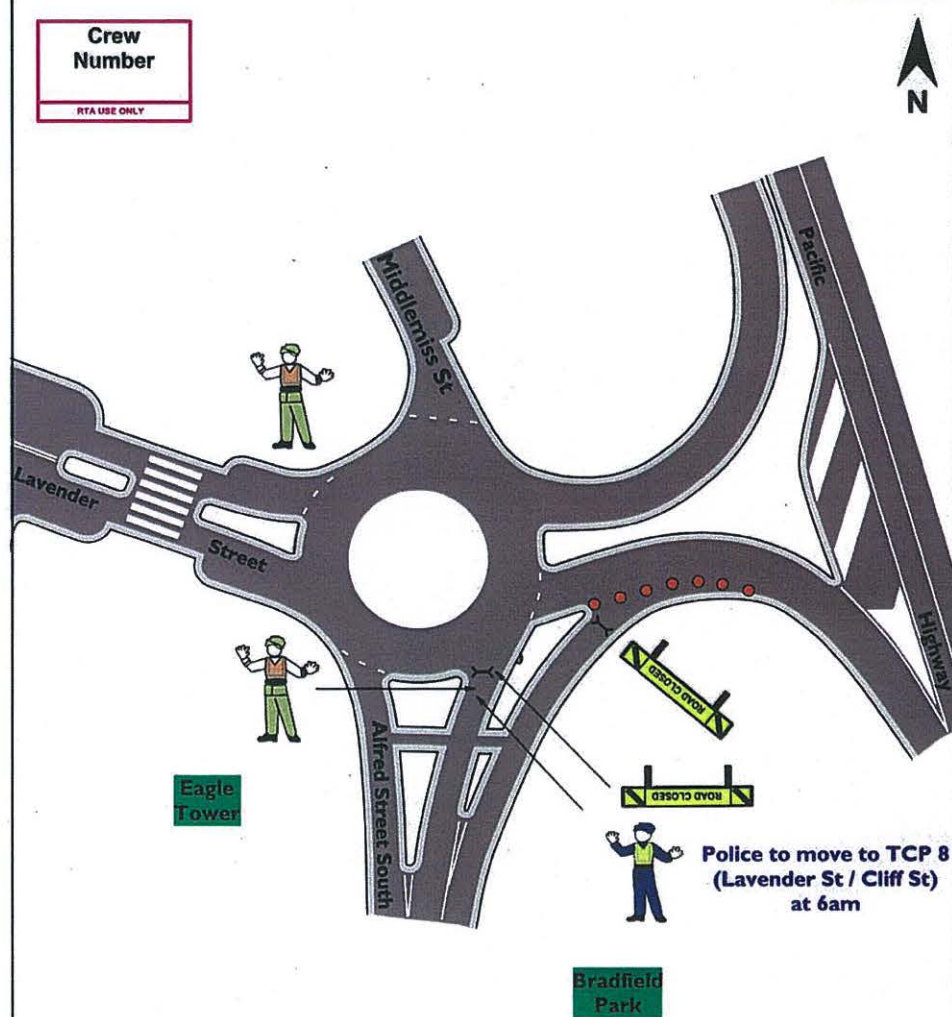 Crew
Number
RTA USE ONLY
N
Pacific
Highway
Middlemiss St
Lavender
Street
ROAD CLOSED
ROAD CLOSED
Alfred Street South
Eagle
Tower
Police to move to TCP 8
(Lavender St / Cliff St)
at 6am
Bradfield
Park